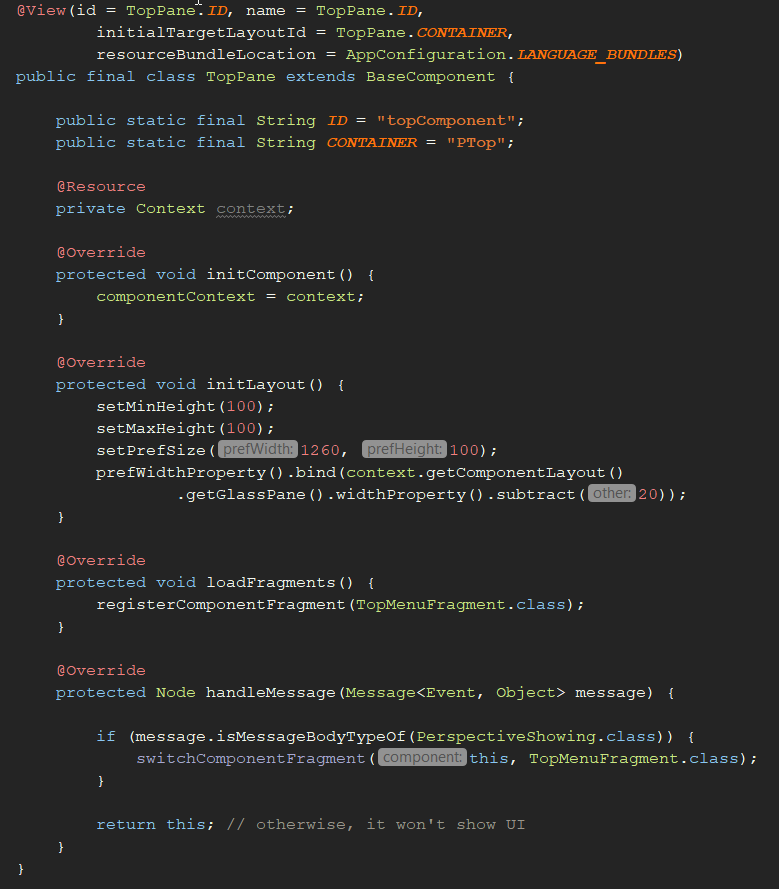 @View(id = TopPane.ID, name = TopPane.ID,
        initialTargetLayoutId = TopPane.CONTAINER,
        resourceBundleLocation = AppConfiguration.LANGUAGE_BUNDLES)
public final class TopPane extends BaseComponent {

    public static final String ID = "topComponent";
    public static final String CONTAINER = "PTop";

    @Resource
    private Context context;

    @Override
    protected void initComponent() {
        componentContext = context;
    }

    @Override
    protected void initLayout() {
        setMinHeight(100);
        setMaxHeight(100);
        setPrefSize( prefWidth: 1260, prefHeight: 100);
        prefWidthProperty().bind(context.getComponentLayout()
                .getGlassPane().widthProperty().subtract( other: 20));
    }

    @Override
    protected void loadFragments() {
        registerComponentFragment(TopMenuFragment.class);
    }

    @Override
    protected Node handleMessage(Message<Event, Object> message) {

        if (message.isMessageBodyTypeOf(PerspectiveShowing.class)) {
            switchComponentFragment( component: this, TopMenuFragment.class);
        }

        return this; // otherwise, it won't show UI
    }
}